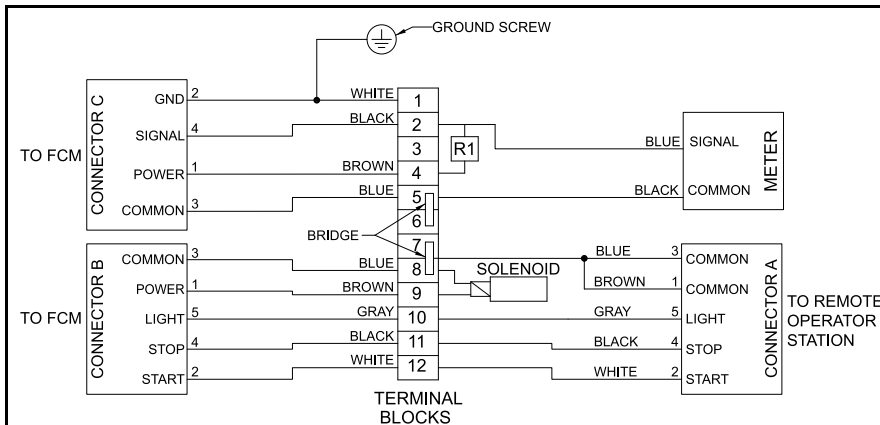 GROUND SCREW
CONNECTOR C
TO FCM
GND 2 WHITE 1
SIGNAL 4 BLACK 2
3
POWER 1 BROWN 4
COMMON 3 BLUE 5
6
R1
BLUE SIGNAL
BLACK COMMON
METER
BRIDGE
7
CONNECTOR B
TO FCM
COMMON 3 BLUE 8
POWER 1 BROWN 9
LIGHT 5 GRAY 10
STOP 4 BLACK 11
START 2 WHITE 12
SOLENOID
BLUE 3 COMMON
BROWN 1 COMMON
GRAY 5 LIGHT
BLACK 4 STOP
WHITE 2 START
CONNECTOR A
TO REMOTE
OPERATOR
STATION
TERMINAL
BLOCKS